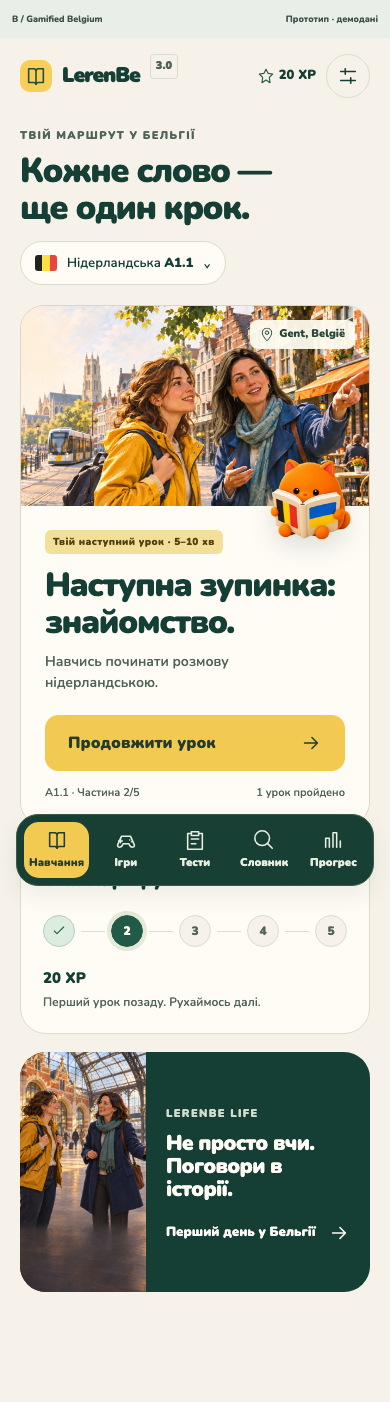 B / Gamified Belgium
Прототип · демодані
LerenBe
3.0
20 XP
ТВІЙ МАРШРУТ У БЕЛЬГІЇ
Кожне слово —
ще один крок.
Нідерландська A1.1
Gent, België
Твій наступний урок · 5–10 хв
Наступна зупинка:
знайомство.
Навчись починати розмову
нідерландською.
Продовжити урок
A1.1 · Частина 2/5
1 урок пройдено
Навчання
Ігри
Тести
Словник
Прогрес
2
3
4
5
20 XP
Перший урок позаду. Рухаймось далі.
LERENBE LIFE
Не просто вчи.
Поговори в
історії.
Перший день у Бельгії